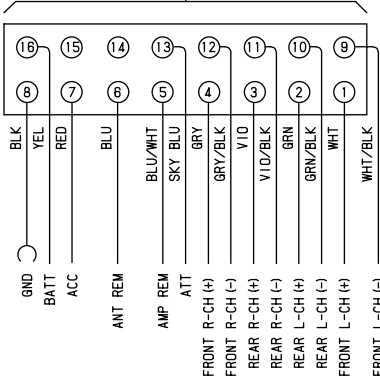 16 15 14 13 12 11 10 9
8 7 6 5 4 3 2 1
BLK
YEL
RED
BLU
BLU/WHT
SKY BLU
GRY
GRY/BLK
VIO
VIO/BLK
GRN
GRN/BLK
WHT
WHT/BLK
GND
BATT
ACC
ANT REM
AMP REM
ATT
FRONT R-CH (+)
FRONT R-CH (-)
REAR R-CH (+)
REAR R-CH (-)
REAR L-CH (+)
REAR L-CH (-)
FRONT L-CH (+)
FRONT L-CH (-)